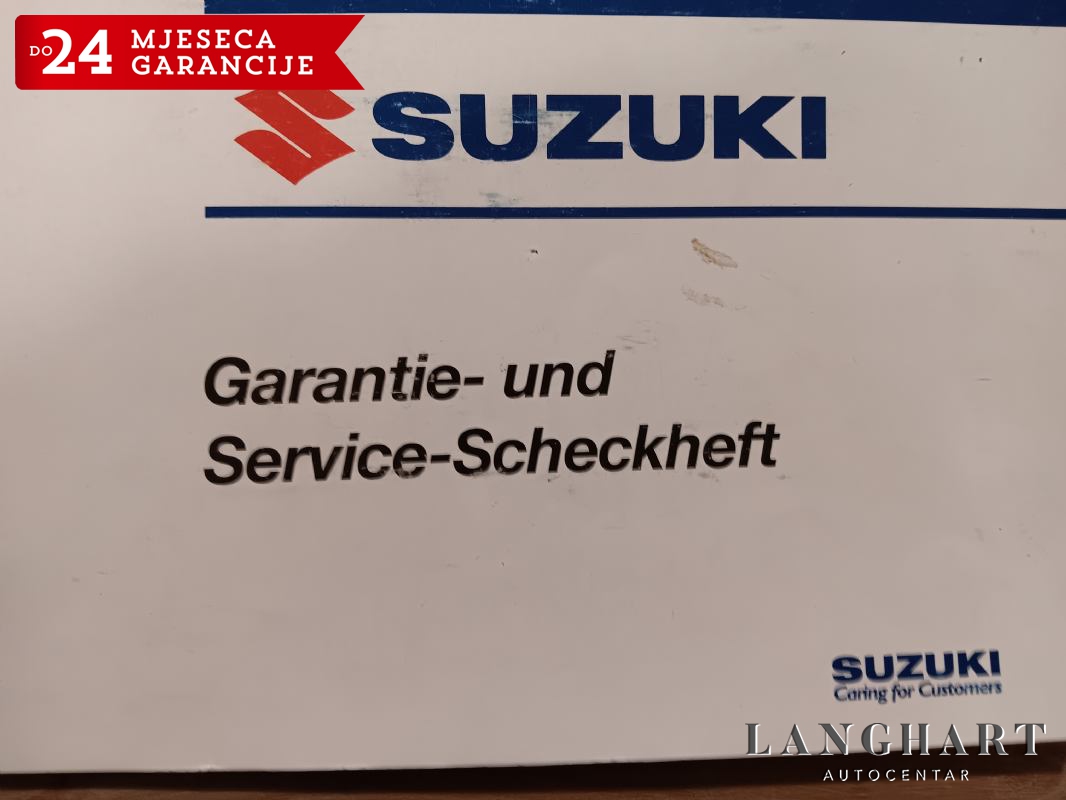 DO 24 MJESECA
GARANCIJE
SUZUKI
Garantie- und
Service-Scheckheft
SUZUKI
Caring for Customers
LANGHART
AUTOCENTAR